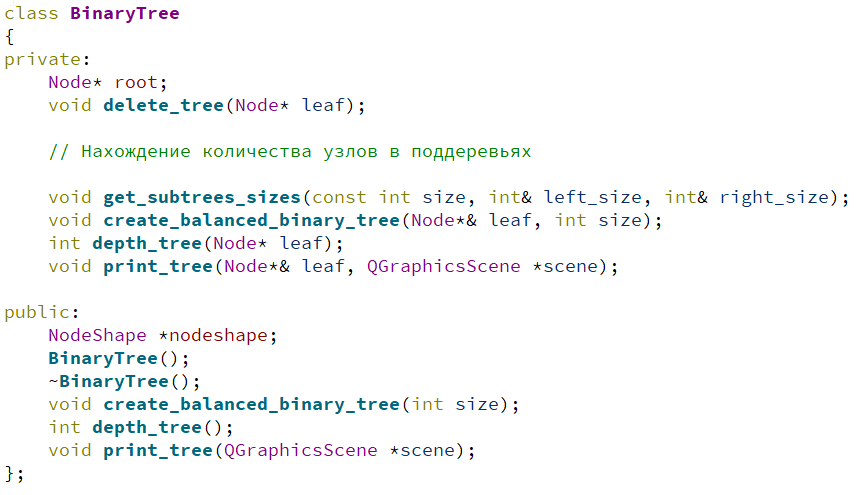 class BinaryTree
{
private:
    Node* root;
    void delete_tree(Node* leaf);

    // Нахождение количества узлов в поддеревьях

    void get_subtrees_sizes(const int size, int& left_size, int& right_size);
    void create_balanced_binary_tree(Node*& leaf, int size);
    int depth_tree(Node* leaf);
    void print_tree(Node*& leaf, QGraphicsScene *scene);

public:
    NodeShape *nodeshape;
    BinaryTree();
    ~BinaryTree();
    void create_balanced_binary_tree(int size);
    int depth_tree();
    void print_tree(QGraphicsScene *scene);
};